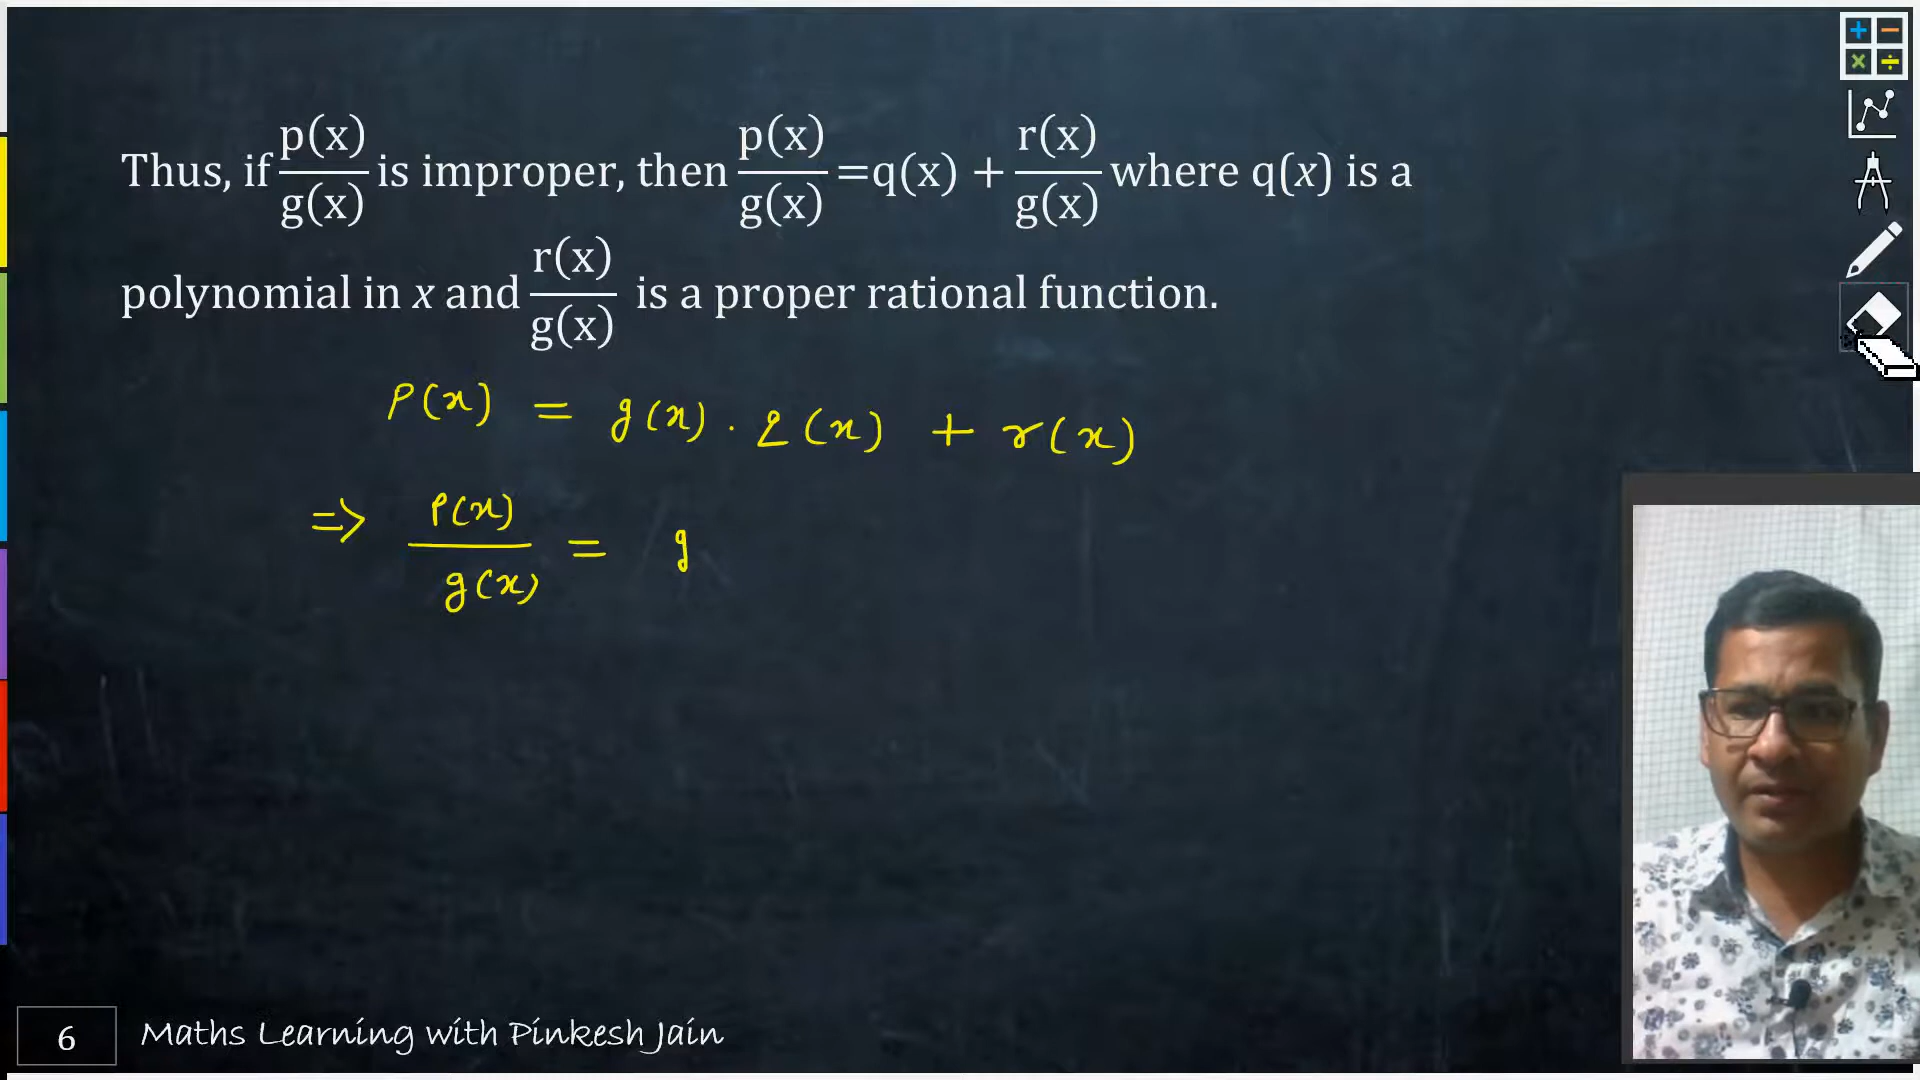 Thus, if p(x)/g(x) is improper, then p(x)/g(x) =q(x) + r(x)/g(x) where q(x) is a
polynomial in x and r(x)/g(x) is a proper rational function.
P(x) = g(x) . q(x) + r(x)
=> P(x)/g(x) = g
6 Maths Learning with Pinkesh Jain